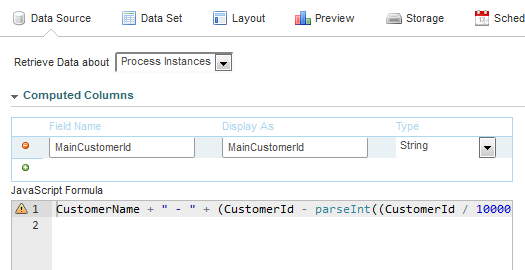 Data Source Data Set Layout Preview Storage Sched
Retrieve Data about Process Instances
Computed Columns
Field Name Display As Type
MainCustomerId MainCustomerId String
JavaScript Formula
1 CustomerName + " - " + (CustomerId - parseInt((CustomerId / 10000
2